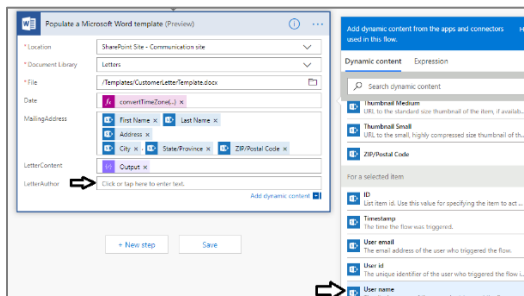 Populate a Microsoft Word template (Preview)
* Location
SharePoint Site - Communication site
* Document Library
Letters
* File
/Templates/CustomerLetterTemplate.docx
Date
fx convertTimeZone(...) ×
MailingAddress
First Name × Last Name ×
Address ×
City × , State/Province × ZIP/Postal Code ×
LetterContent
Output ×
LetterAuthor
Click or tap here to enter text.
Add dynamic content
+ New step
Save
Add dynamic content from the apps and connectors
used in this flow.
Dynamic content Expression
Search dynamic content
Thumbnail Medium
URL to the standard size thumbnail of the item, if availab...
Thumbnail Small
URL to the small, highly compressed size thumbnail of th...
ZIP/Postal Code
For a selected item
ID
List item id. Use this value for specifying the item to act ...
Timestamp
The time the flow was triggered.
User email
The email address of the user who triggered the flow.
User id
The unique identifier of the user who triggered the flow i...
User name